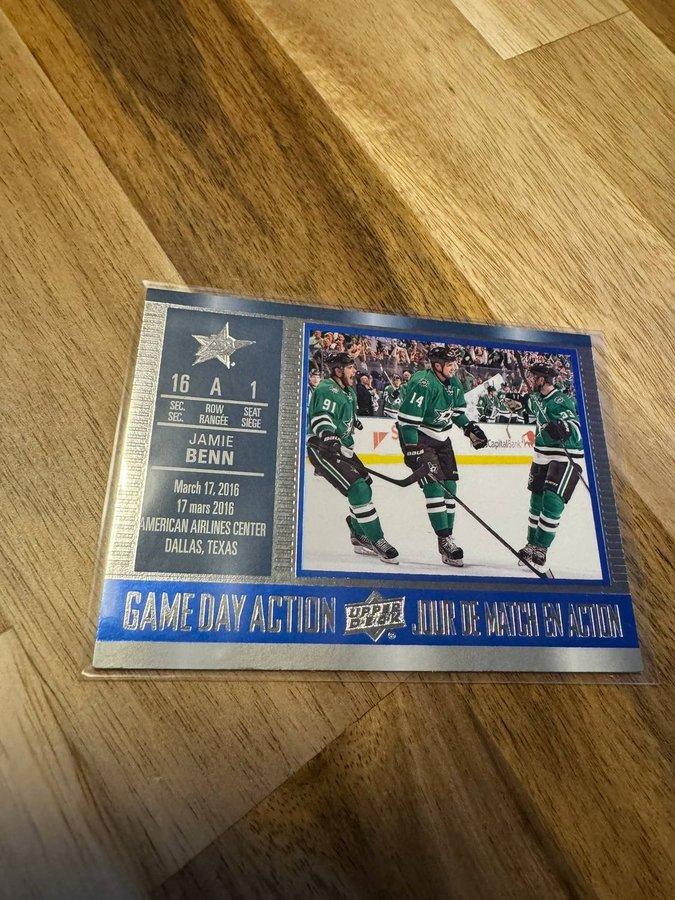 16 A 1
SEC. ROW SEAT
SEC. RANGÉE SIÈGE
JAMIE
BENN
March 17, 2016
17 mars 2016
AMERICAN AIRLINES CENTER
DALLAS, TEXAS
91
14
CapitalBank
GAME DAY ACTION UPPER DECK JOUR DE MATCH EN ACTION